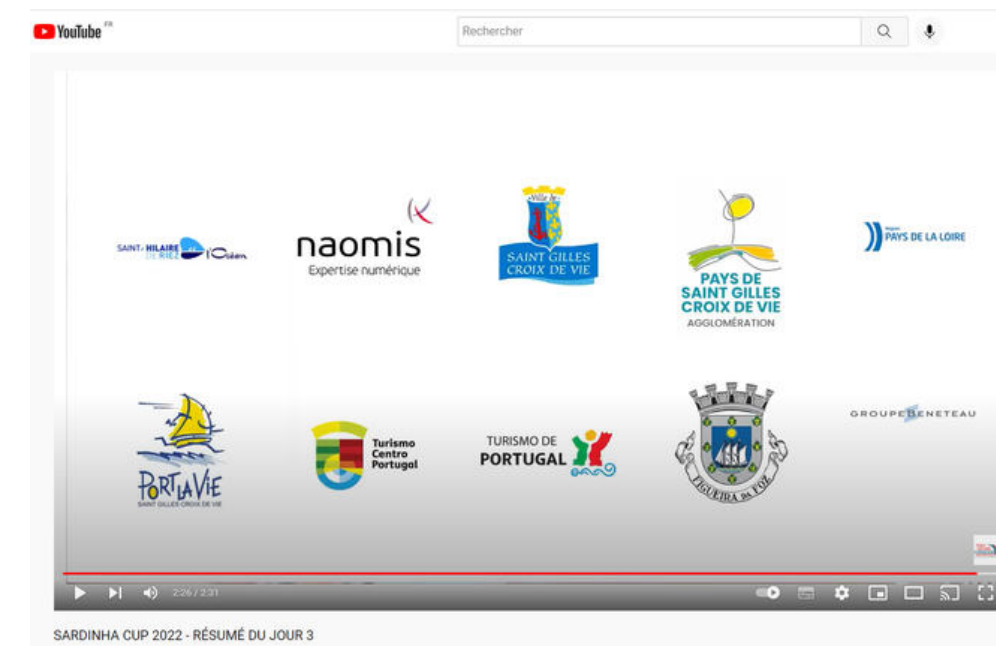 YouTube FR
Rechercher
SAINT-HILAIRE
DE RIEZ
l'Océan
naomis
Expertise numérique
Ville de
SAINT GILLES
CROIX DE VIE
PAYS DE
SAINT GILLES
CROIX DE VIE
AGGLOMÉRATION
PAYS DE LA LOIRE
PORT LA VIE
SAINT GILLES CROIX DE VIE
Turismo
Centro
Portugal
TURISMO DE
PORTUGAL
FIGUEIRA DA FOZ
GROUPE BENETEAU
2:26 / 2:31
SARDINHA CUP 2022 - RÉSUMÉ DU JOUR 3